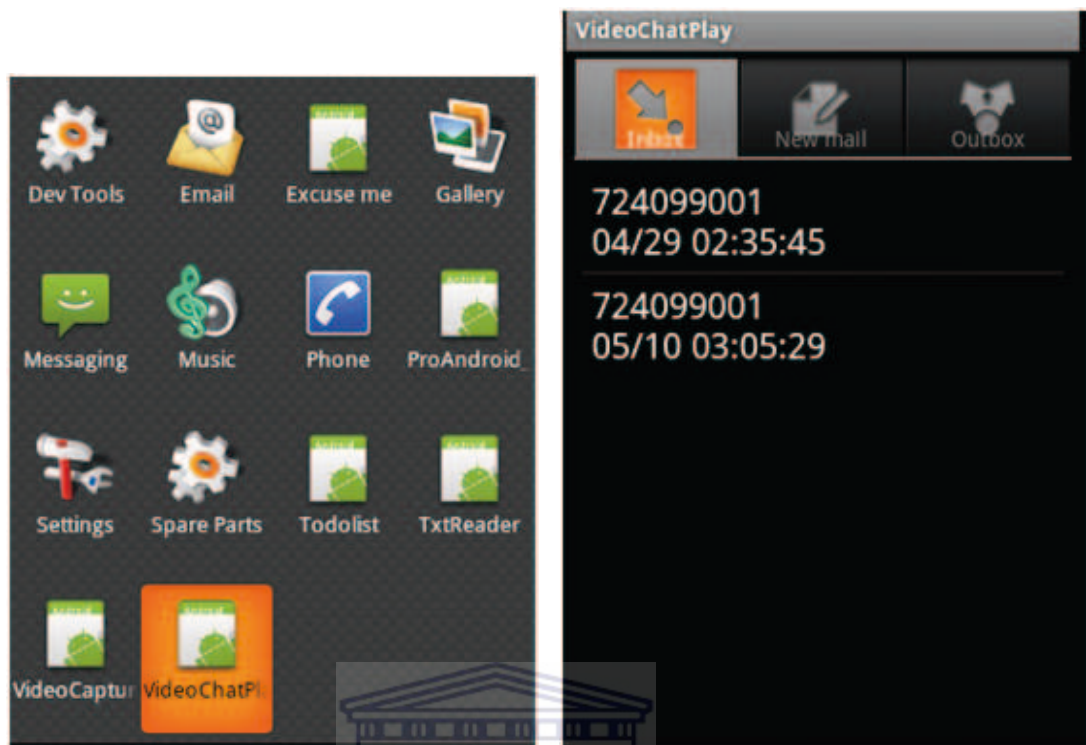 Dev Tools
Email
Excuse me
Gallery
Messaging
Music
Phone
ProAndroid_
Settings
Spare Parts
Todolist
TxtReader
VideoCaptur
VideoChatPl
VideoChatPlay
Inbox
New mail
Outbox
724099001
04/29 02:35:45
724099001
05/10 03:05:29